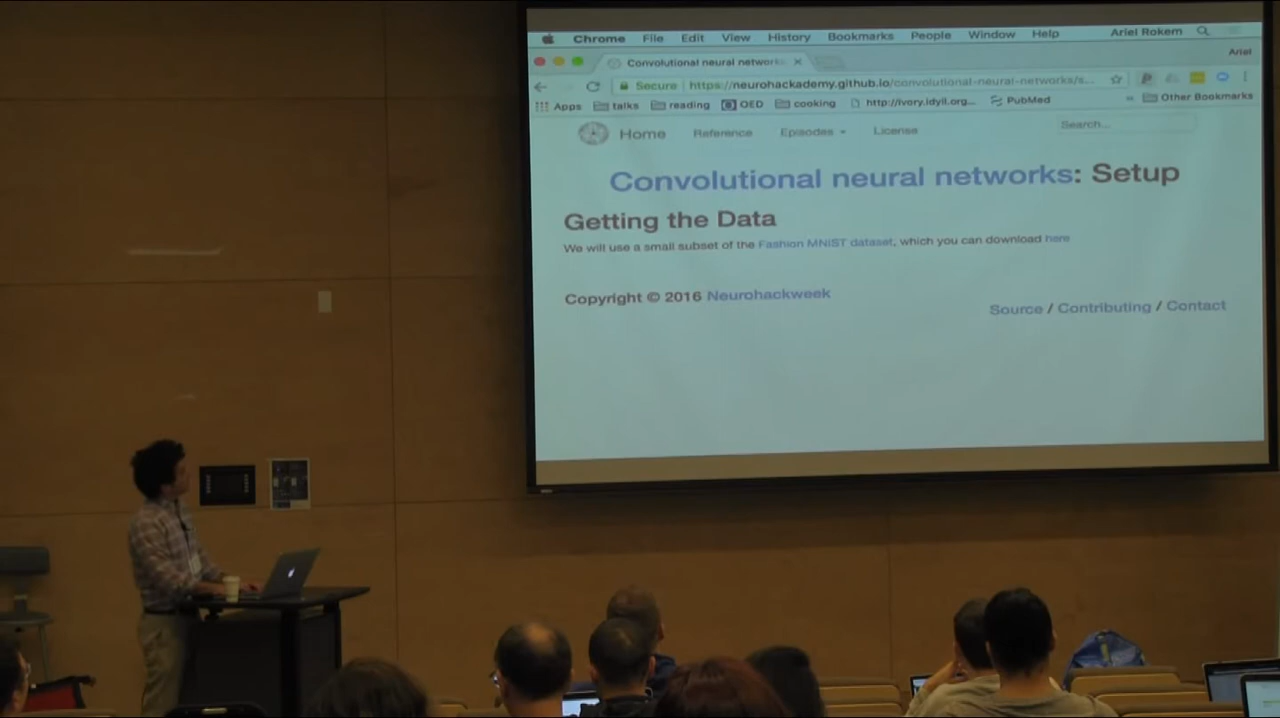 Chrome File Edit View History Bookmarks People Window Help Ariel Rokem
Convolutional neural network Ariel
Secure https://neurohackademy.github.io/convolutional-neural-networks/s...
Apps talks reading OED cooking http://ivory.idyll.org... PubMed » Other Bookmarks
Home Reference Episodes License Search...
Convolutional neural networks: Setup
Getting the Data
We will use a small subset of the Fashion MNIST dataset, which you can download here
Copyright © 2016 Neurohackweek
Source / Contributing / Contact